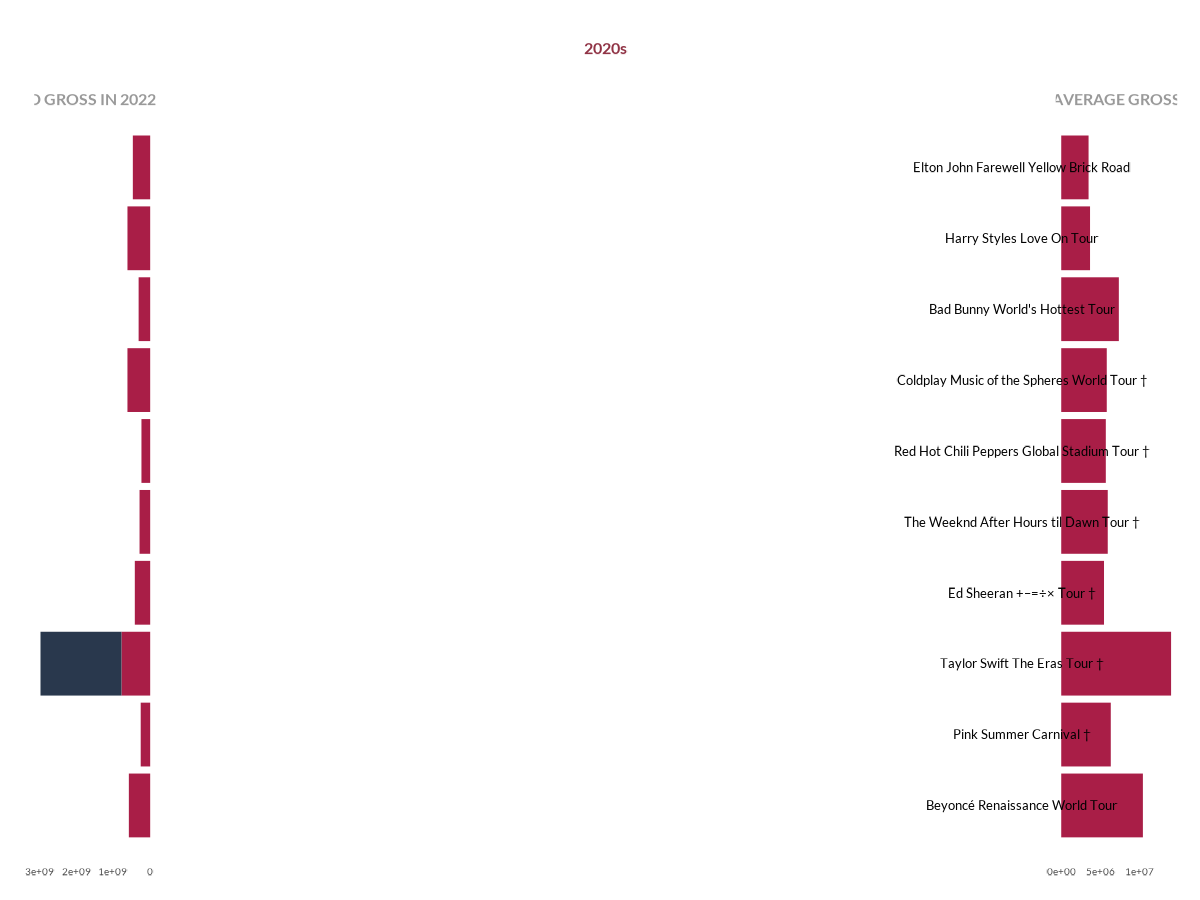 2020s
GROSS IN 2022
AVERAGE GROSS
Elton John Farewell Yellow Brick Road
Harry Styles Love On Tour
Bad Bunny World's Hottest Tour
Coldplay Music of the Spheres World Tour †
Red Hot Chili Peppers Global Stadium Tour †
The Weeknd After Hours til Dawn Tour †
Ed Sheeran +–=÷× Tour †
Taylor Swift The Eras Tour †
Pink Summer Carnival †
Beyoncé Renaissance World Tour
3e+09 2e+09 1e+09 0
0e+00 5e+06 1e+07